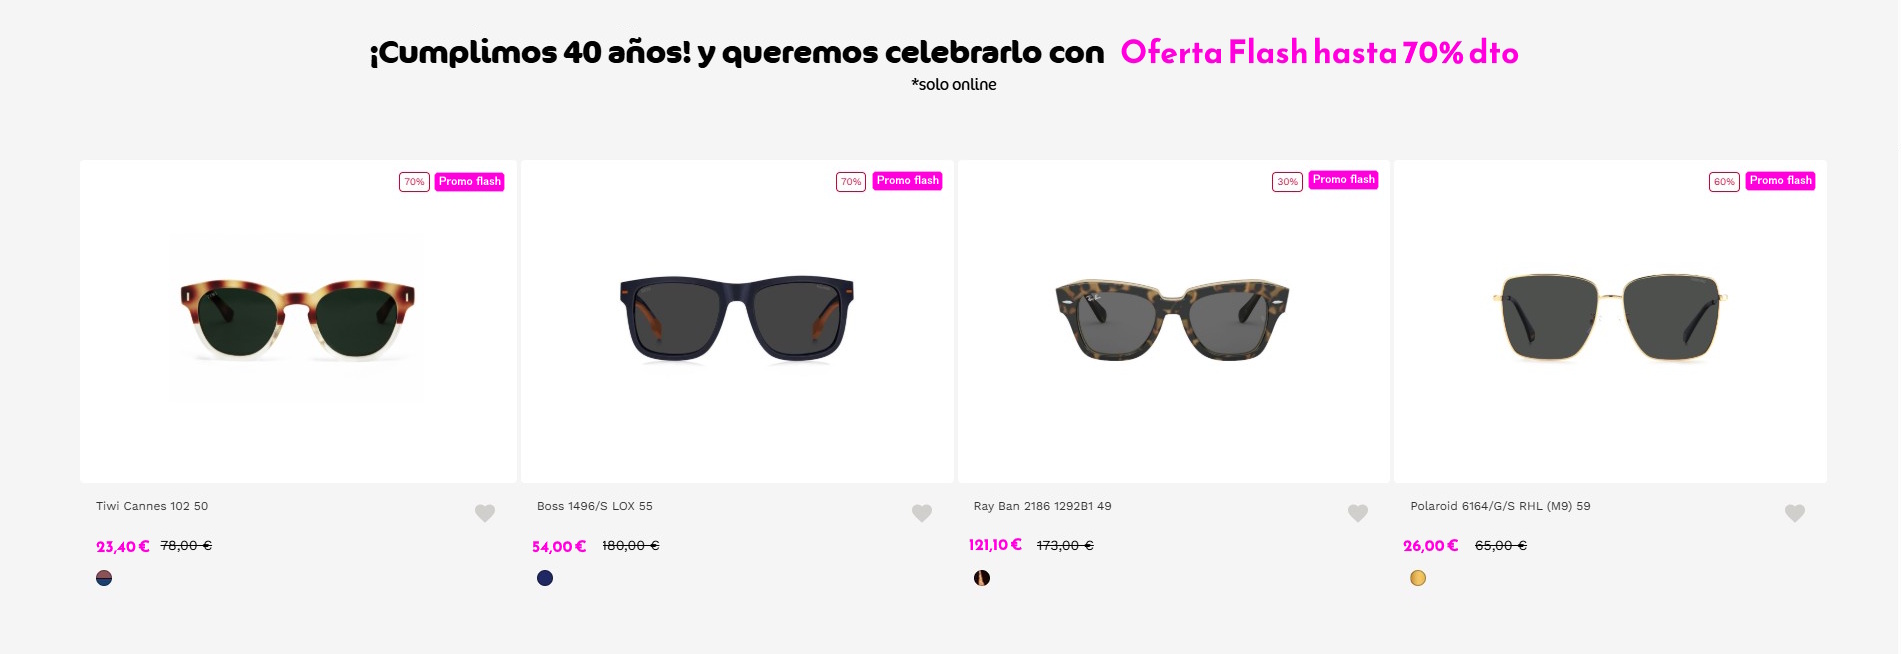 ¡Cumplimos 40 años! y queremos celebrarlo con Oferta Flash hasta 70% dto
*solo online
70% Promo flash
70% Promo flash
30% Promo flash
60% Promo flash
Ray-Ban
Tiwi Cannes 102 50
Boss 1496/S LOX 55
Ray Ban 2186 1292B1 49
Polaroid 6164/G/S RHL (M9) 59
23,40 € 78,00 €
54,00 € 180,00 €
121,10 € 173,00 €
26,00 € 65,00 €